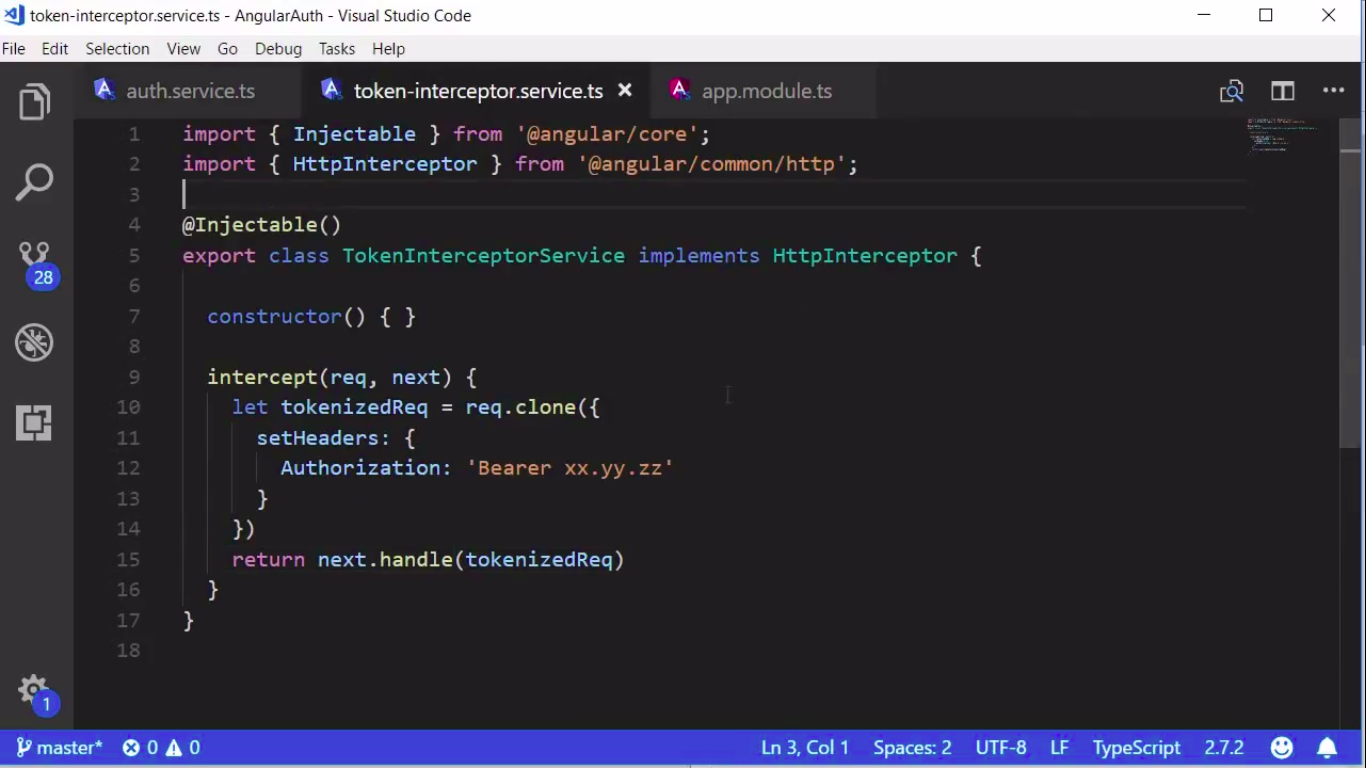 token-interceptor.service.ts - AngularAuth - Visual Studio Code
File Edit Selection View Go Debug Tasks Help
auth.service.ts token-interceptor.service.ts app.module.ts
1 import { Injectable } from '@angular/core';
2 import { HttpInterceptor } from '@angular/common/http';
3
4 @Injectable()
5 export class TokenInterceptorService implements HttpInterceptor {
6
7 constructor() { }
8
9 intercept(req, next) {
10 let tokenizedReq = req.clone({
11 setHeaders: {
12 Authorization: 'Bearer xx.yy.zz'
13 }
14 })
15 return next.handle(tokenizedReq)
16 }
17 }
18
28
1
master* 0 0 Ln 3, Col 1 Spaces: 2 UTF-8 LF TypeScript 2.7.2